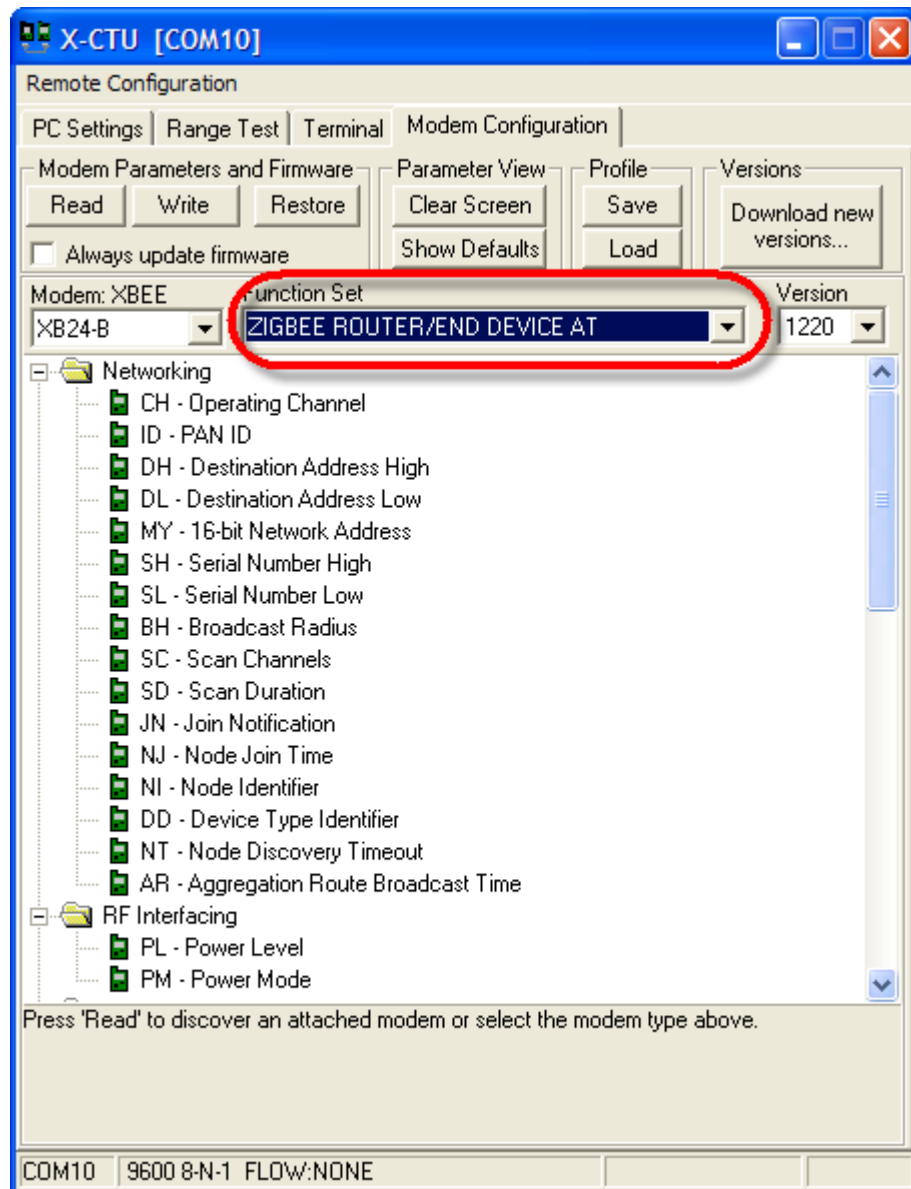 X-CTU [COM10]
Remote Configuration
PC Settings Range Test Terminal Modem Configuration
Modem Parameters and Firmware Parameter View Profile Versions
Read Write Restore Clear Screen Save Download new versions...
Always update firmware Show Defaults Load
Modem: XBEE Function Set Version
XB24-B ZIGBEE ROUTER/END DEVICE AT 1220
Networking
CH - Operating Channel
ID - PAN ID
DH - Destination Address High
DL - Destination Address Low
MY - 16-bit Network Address
SH - Serial Number High
SL - Serial Number Low
BH - Broadcast Radius
SC - Scan Channels
SD - Scan Duration
JN - Join Notification
NJ - Node Join Time
NI - Node Identifier
DD - Device Type Identifier
NT - Node Discovery Timeout
AR - Aggregation Route Broadcast Time
RF Interfacing
PL - Power Level
PM - Power Mode
Press 'Read' to discover an attached modem or select the modem type above.
COM10 9600 8-N-1 FLOW:NONE